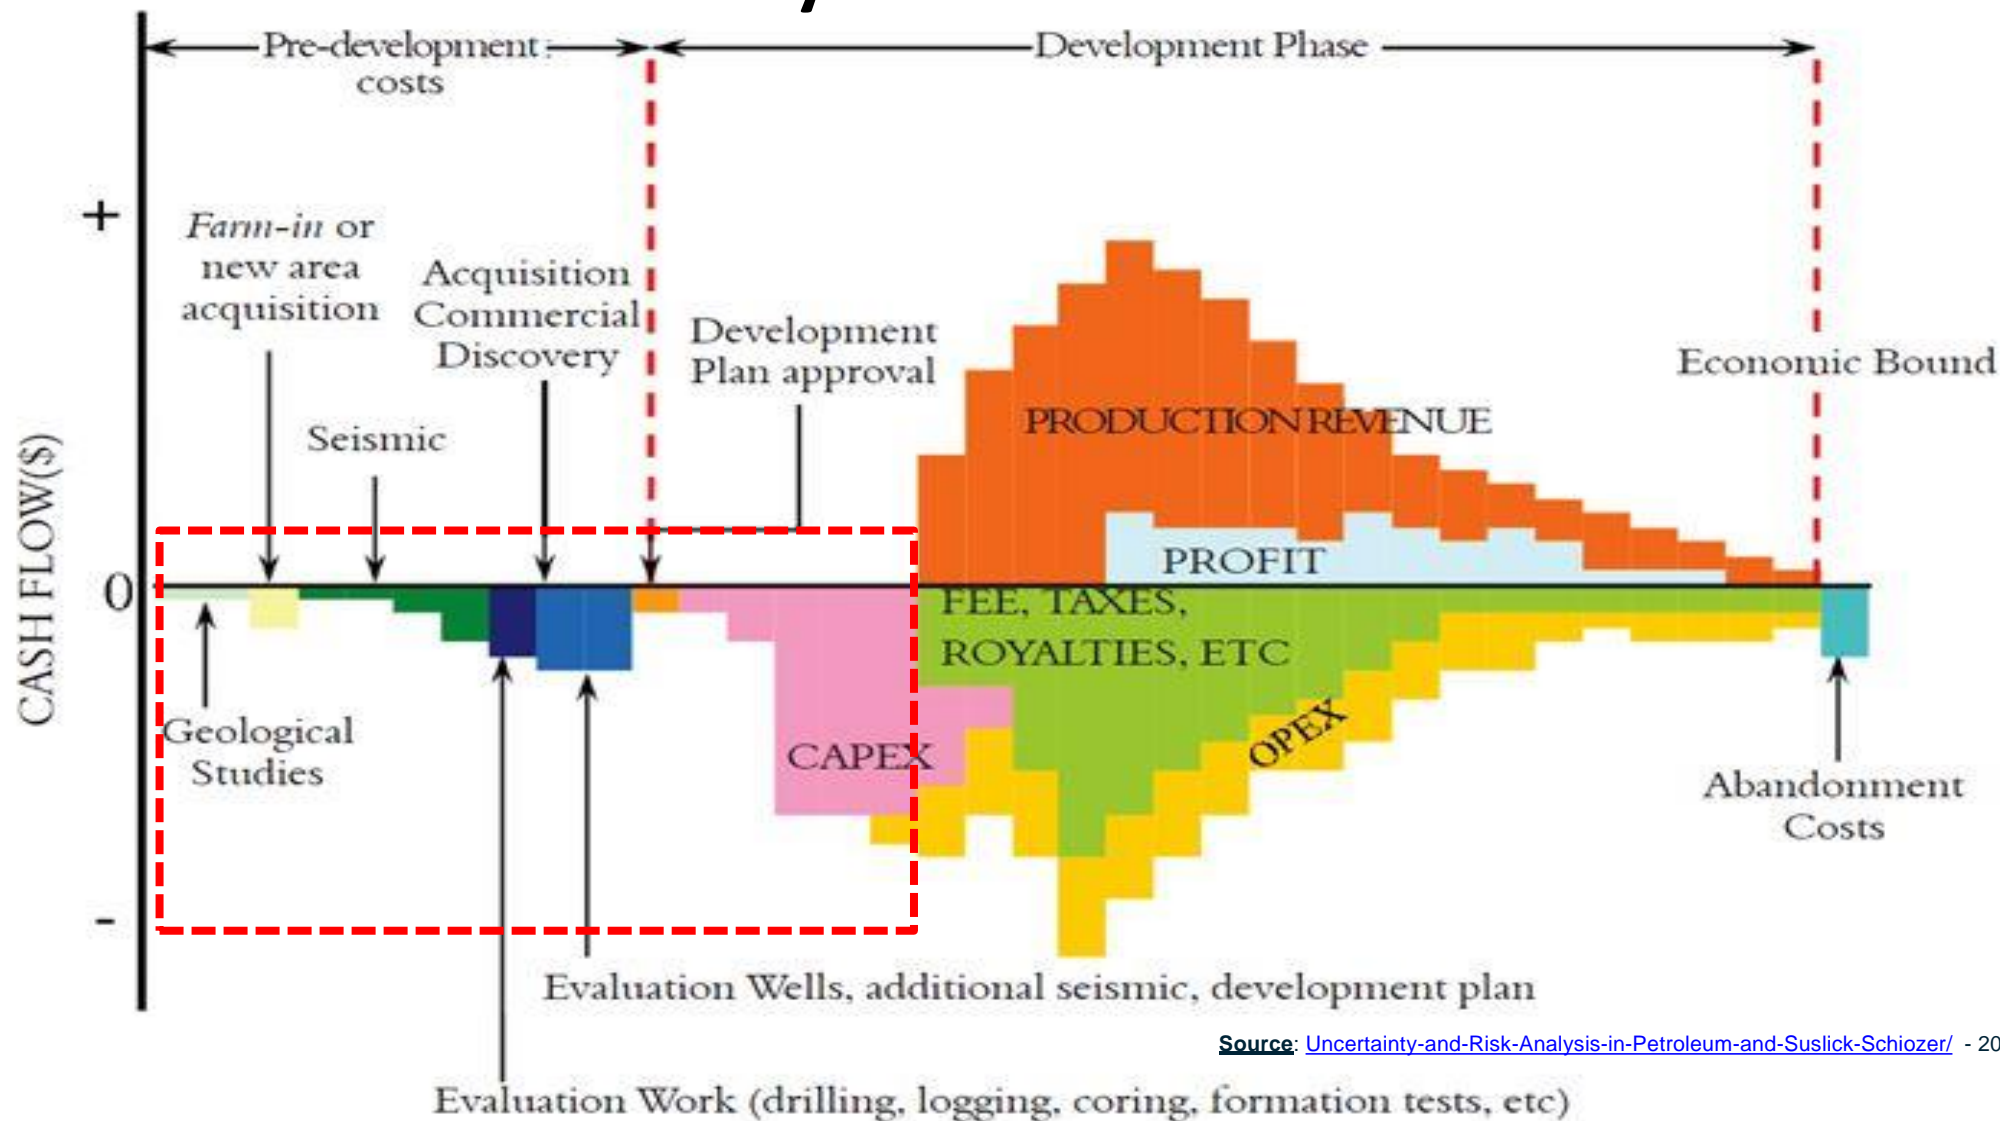 Pre-development
costs
Development Phase
+
Farm-in or
new area
acquisition
Acquisition
Commercial
Discovery
Development
Plan approval
Seismic
Economic Bound
PRODUCTION REVENUE
PROFIT
CASH FLOW($)
0
FEE, TAXES,
ROYALTIES, ETC
Geological
Studies
CAPEX
OPEX
Abandonment
Costs
-
Evaluation Wells, additional seismic, development plan
Source: Uncertainty-and-Risk-Analysis-in-Petroleum-and-Suslick-Schiozer/ - 20
Evaluation Work (drilling, logging, coring, formation tests, etc)